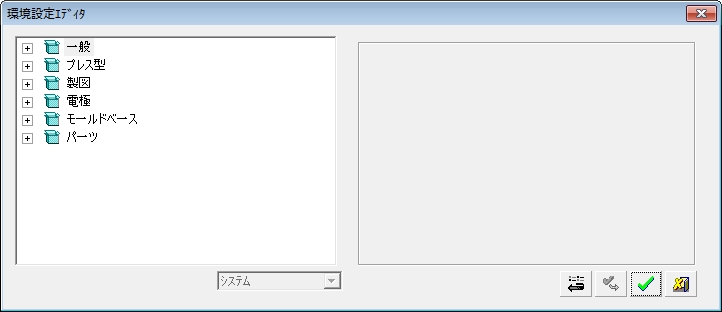 環境設定ｴﾃﾞｨﾀ
一般
プレス型
製図
電極
モールドベース
パーツ
システム